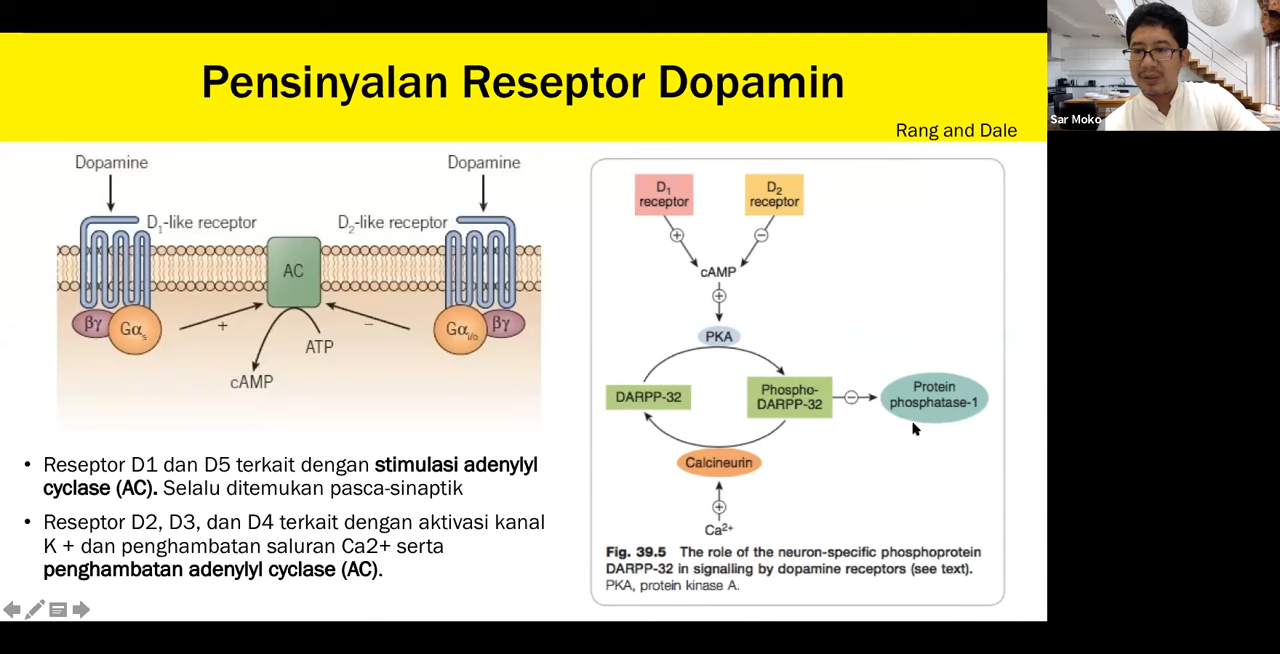 Pensinyalan Reseptor Dopamin
Rang and Dale
Sar Moko
Dopamine
Dopamine
D₁-like receptor
D₂-like receptor
AC
βγ
Gαs
+
−
Gαi/o
βγ
ATP
cAMP
• Reseptor D1 dan D5 terkait dengan stimulasi adenylyl
cyclase (AC). Selalu ditemukan pasca-sinaptik
• Reseptor D2, D3, dan D4 terkait dengan aktivasi kanal
K + dan penghambatan saluran Ca2+ serta
penghambatan adenylyl cyclase (AC).
D₁
receptor
D₂
receptor
+
−
cAMP
+
PKA
DARPP-32
Phospho-
DARPP-32
−
Protein
phosphatase-1
Calcineurin
+
Ca²⁺
Fig. 39.5 The role of the neuron-specific phosphoprotein
DARPP-32 in signalling by dopamine receptors (see text).
PKA, protein kinase A.